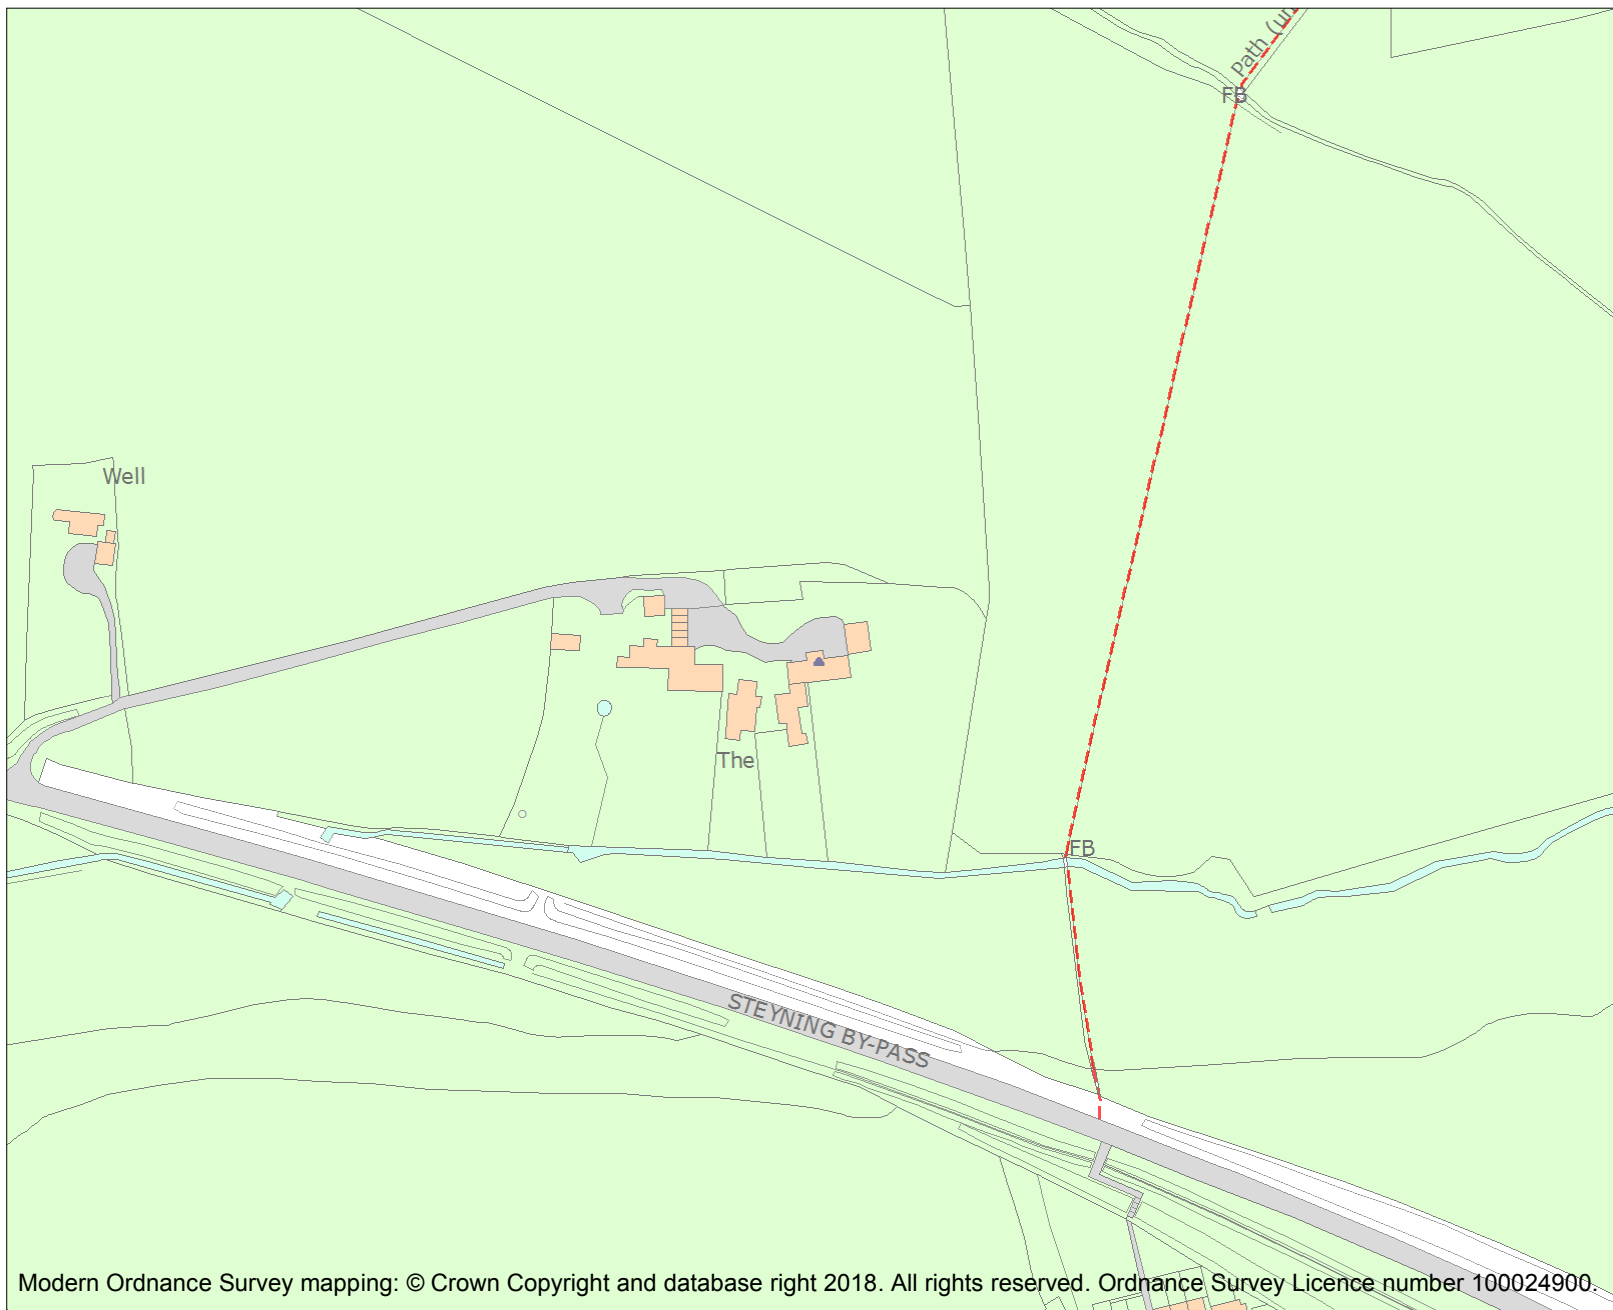 Path (un
FB
Well
The
FB
STEYNING BY-PASS
Modern Ordnance Survey mapping: © Crown Copyright and database right 2018. All rights reserved. Ordnance Survey Licence number 100024900.